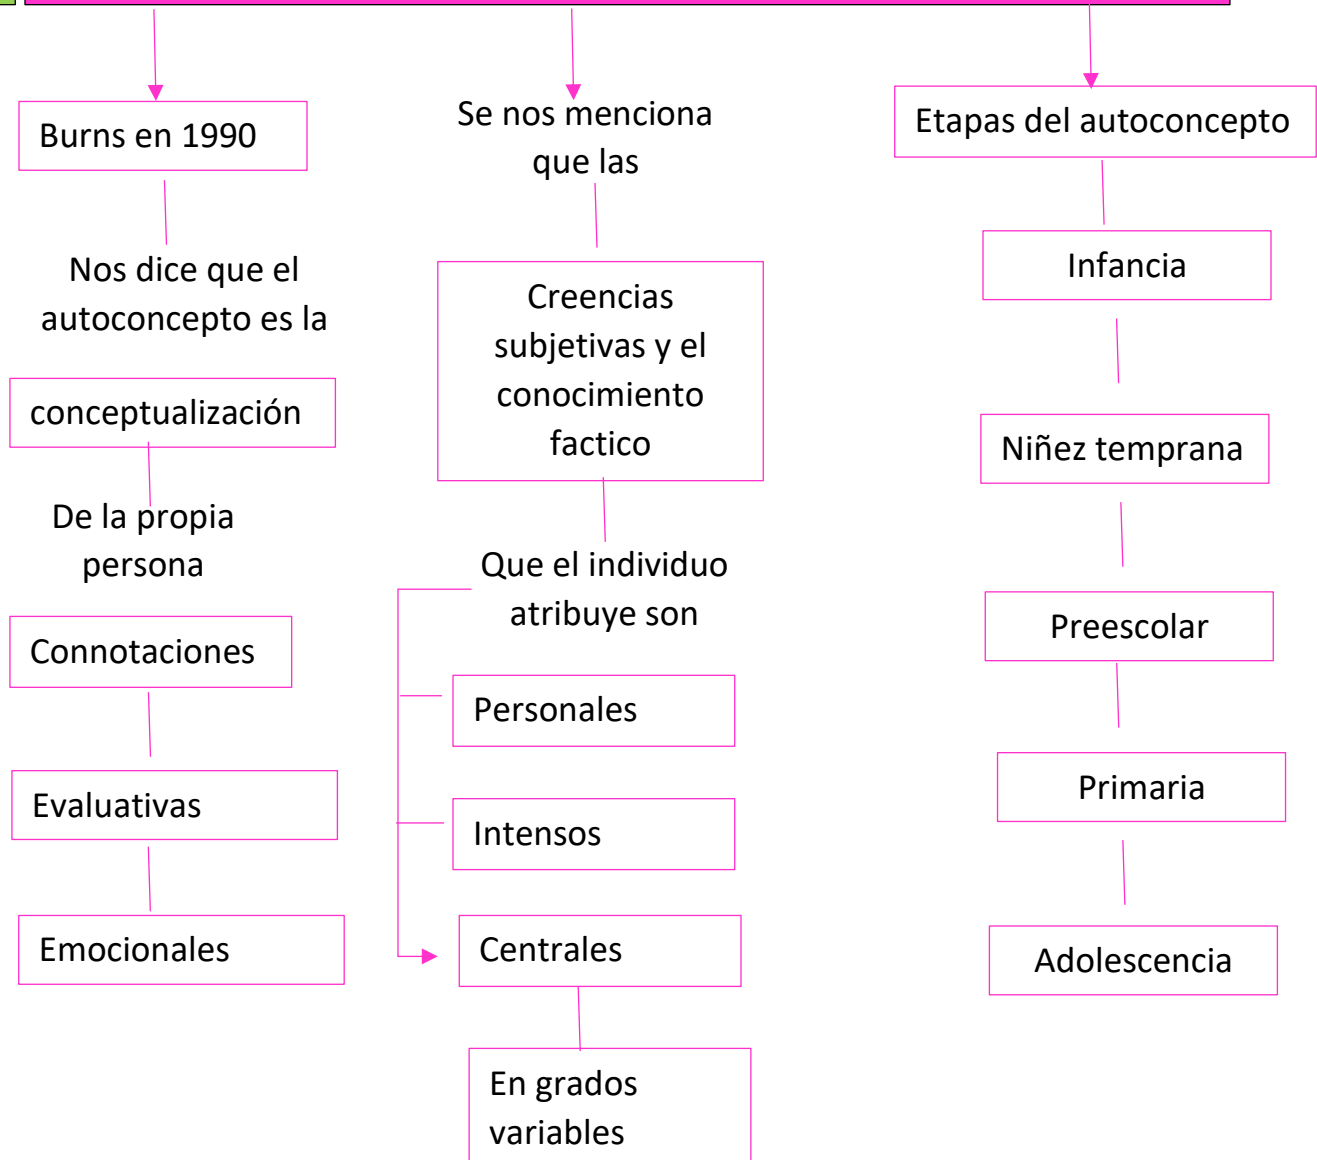 Burns en 1990
Nos dice que el
autoconcepto es la
conceptualización
De la propia
persona
Connotaciones
Evaluativas
Emocionales
Se nos menciona
que las
Creencias
subjetivas y el
conocimiento
factico
Que el individuo
atribuye son
Personales
Intensos
Centrales
En grados
variables
Etapas del autoconcepto
Infancia
Niñez temprana
Preescolar
Primaria
Adolescencia